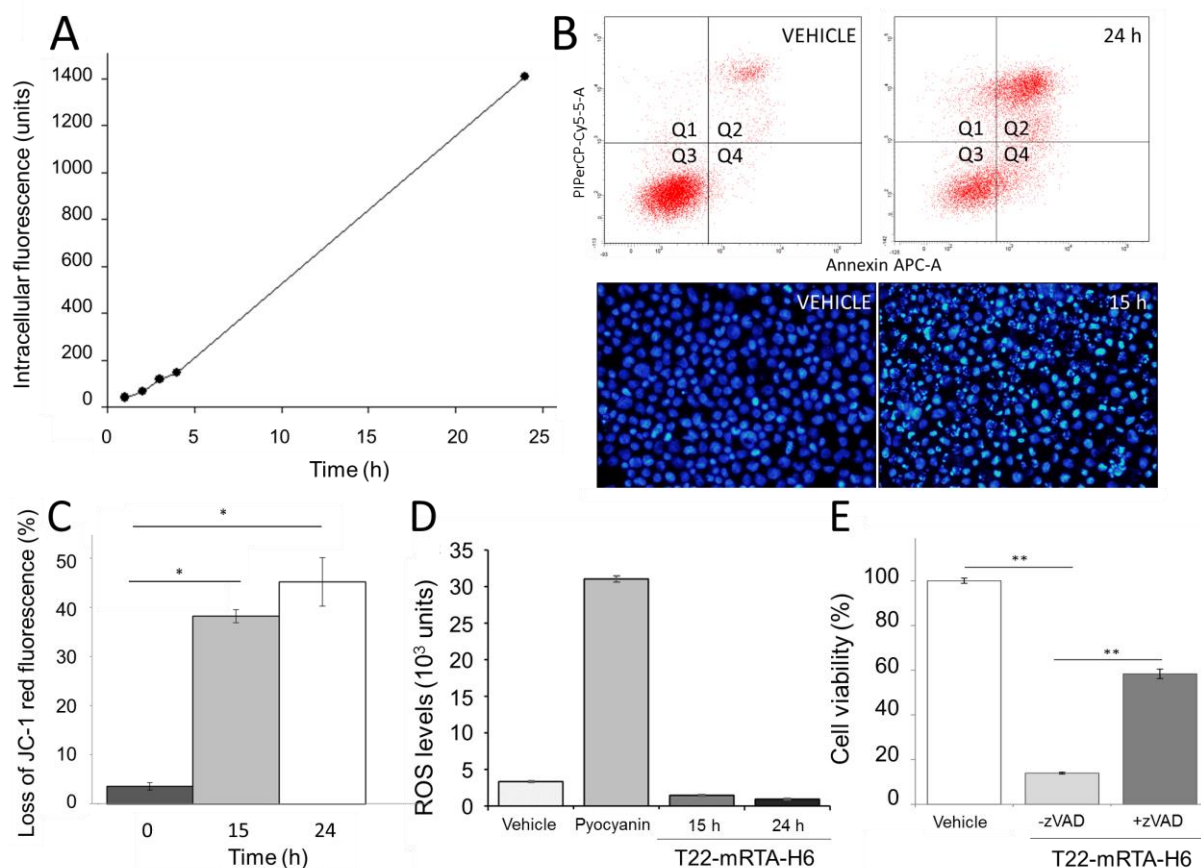 A
Intracellular fluorescence (units)
1400
1200
1000
800
600
400
200
0
0 5 10 15 20 25
Time (h)
B
VEHICLE
24 h
PIPerCP-Cy5-5-A
Q1 Q2
Q3 Q4
Q1 Q2
Q3 Q4
Annexin APC-A
VEHICLE
15 h
C
Loss of JC-1 red fluorescence (%)
50
40
30
20
10
0
* 
*
0 15 24
Time (h)
D
ROS levels (10³ units)
35
30
25
20
15
10
5
0
Vehicle Pyocyanin 15 h 24 h
T22-mRTA-H6
E
Cell viability (%)
100
80
60
40
20
0
**
**
Vehicle -zVAD +zVAD
T22-mRTA-H6